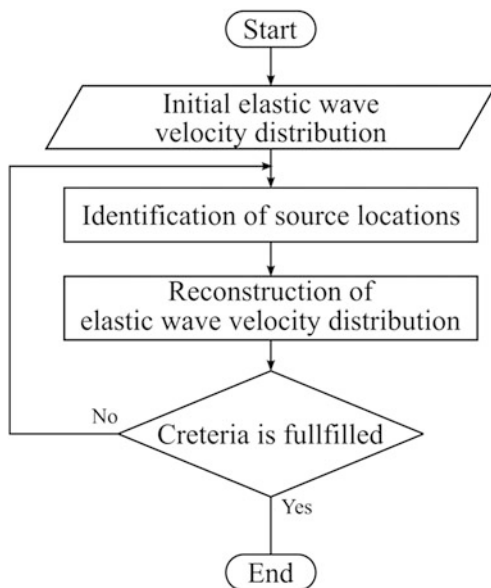 Start
Initial elastic wave
velocity distribution
Identification of source locations
Reconstruction of
elastic wave velocity distribution
No
Creteria is fullfilled
Yes
End